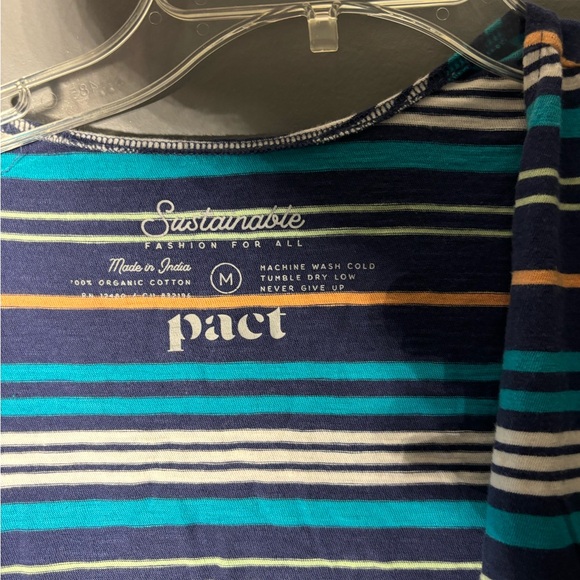 Sustainable
FASHION FOR ALL
Made in India
100% ORGANIC COTTON
M
MACHINE WASH COLD
TUMBLE DRY LOW
NEVER GIVE UP
pact